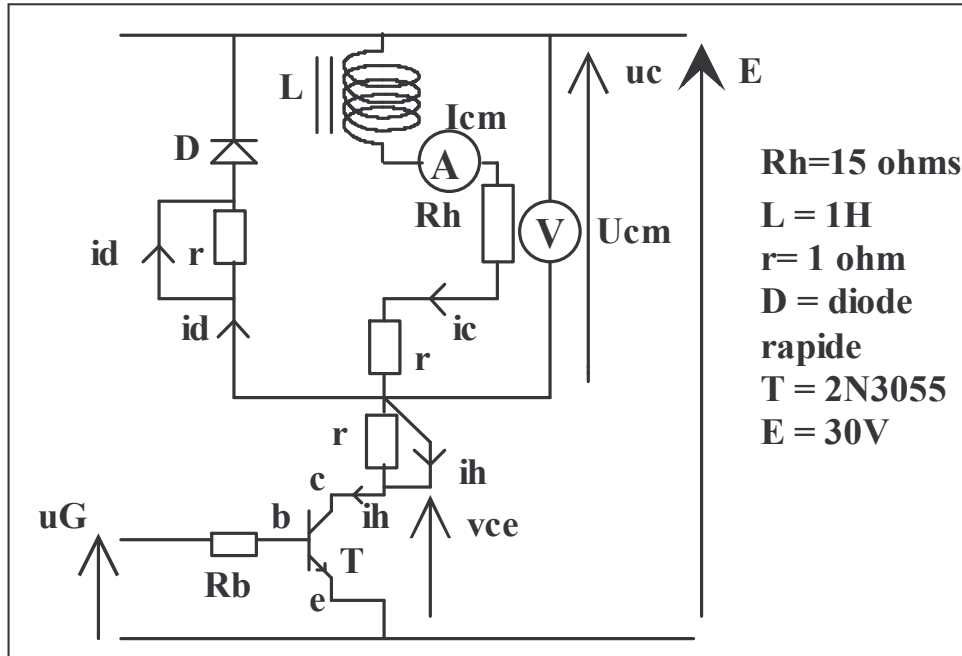 uc
E
L
Icm
D
A
Rh
V
Ucm
id
r
id
ic
r
r
ih
c
ih
uG
b
vce
T
Rb
e
Rh=15 ohms
L = 1H
r= 1 ohm
D = diode
rapide
T = 2N3055
E = 30V